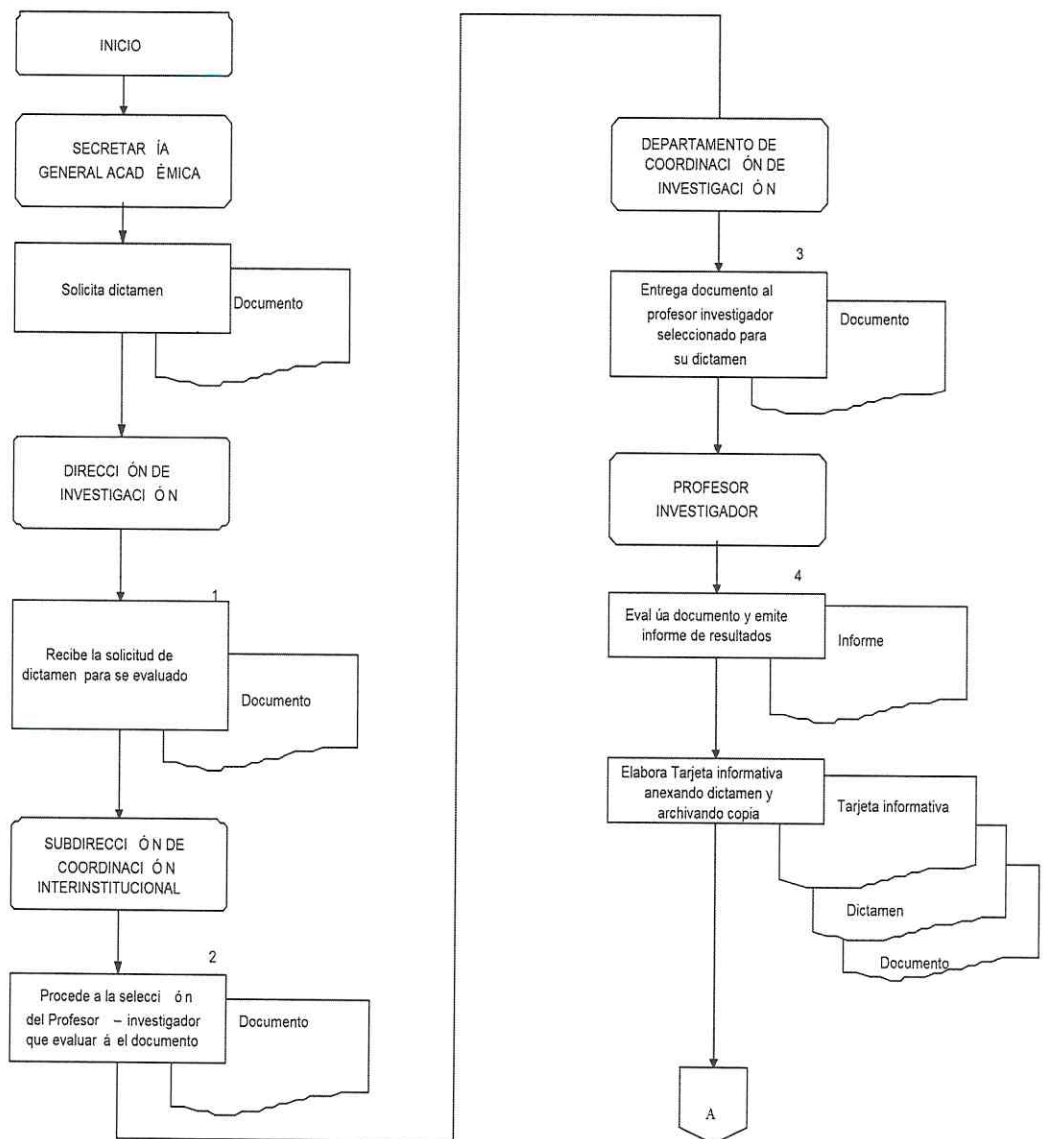 INICIO
SECRETAR ÍA
GENERAL ACAD ÉMICA
Solicita dictamen
Documento
DIRECCI ÓN DE
INVESTIGACI Ó N
1
Recibe la solicitud de
dictamen para se evaluado
Documento
SUBDIRECCI Ó N DE
COORDINACI Ó N
INTERINSTITUCIONAL
2
Procede a la selecci ó n
del Profesor – investigador
que evaluar á el documento
Documento
DEPARTAMENTO DE
COORDINACI ÓN DE
INVESTIGACI Ó N
3
Entrega documento al
profesor investigador
seleccionado para
su dictamen
Documento
PROFESOR
INVESTIGADOR
4
Eval úa documento y emite
informe de resultados
Informe
Elabora Tarjeta informativa
anexando dictamen y
archivando copia
Tarjeta informativa
Dictamen
Documento
A